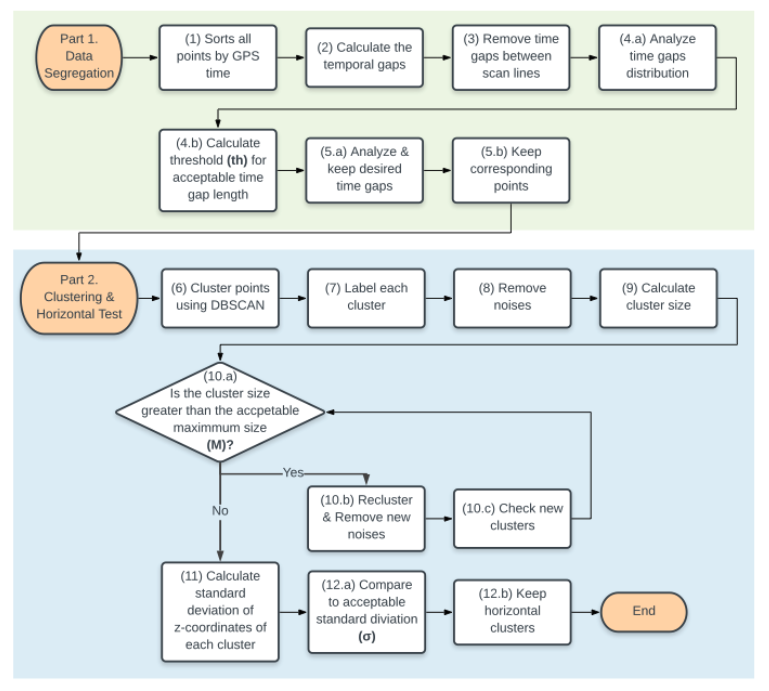 Part 1.
Data
Segregation
(1) Sorts all
points by GPS
time
(2) Calculate the
temporal gaps
(3) Remove time
gaps between
scan lines
(4.a) Analyze
time gaps
distribution
(4.b) Calculate
threshold (th) for
acceptable time
gap length
(5.a) Analyze &
keep desired
time gaps
(5.b) Keep
corresponding
points
Part 2.
Clustering &
Horizontal Test
(6) Cluster points
using DBSCAN
(7) Label each
cluster
(8) Remove
noises
(9) Calculate
cluster size
(10.a)
Is the cluster size
greater than the accpetable
maximmum size
(M)?
Yes
(10.b) Recluster
& Remove new
noises
(10.c) Check new
clusters
No
(11) Calculate
standard
deviation of
z-coordinates of
each cluster
(12.a) Compare
to acceptable
standard diviation
(σ)
(12.b) Keep
horizontal
clusters
End